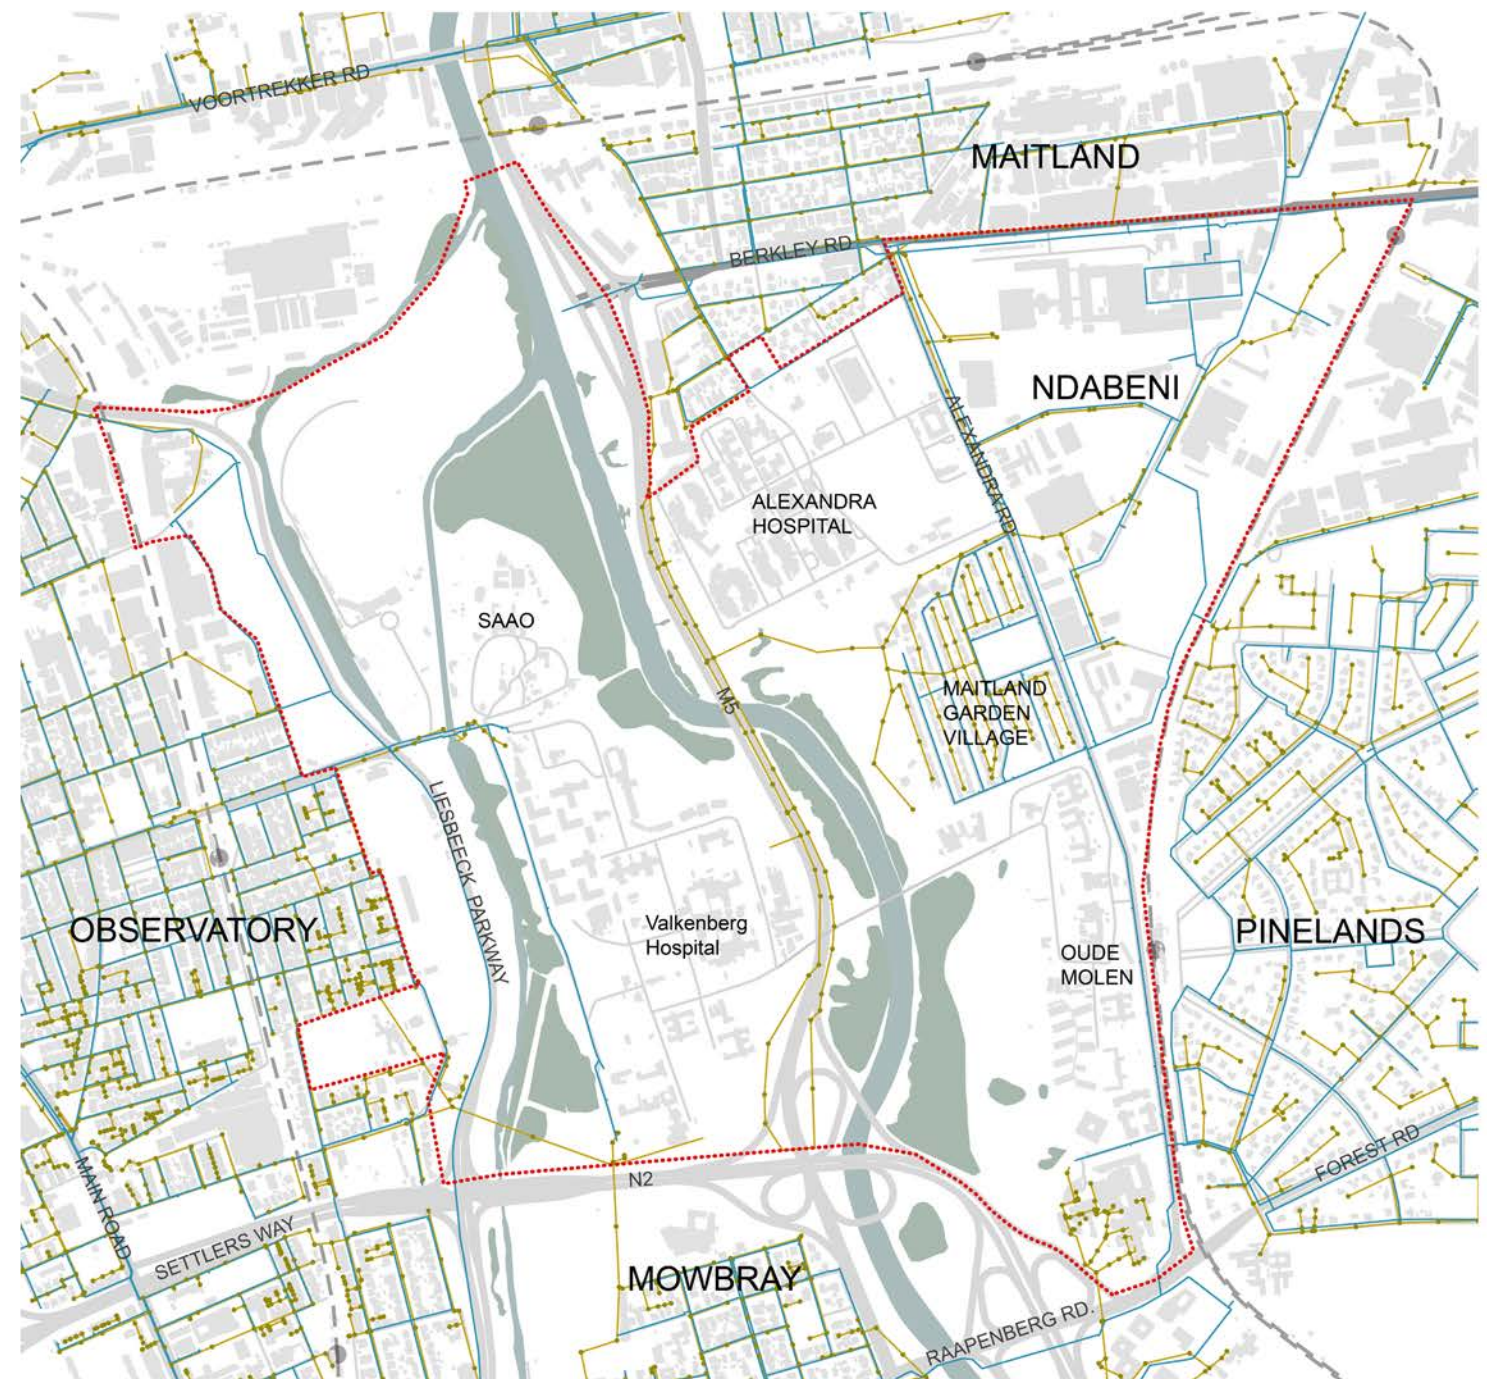 VOORTREKKER RD
MAITLAND
BERKLEY RD
NDABENI
ALEXANDRA RD
ALEXANDRA
HOSPITAL
SAAO
M5
MAITLAND
GARDEN
VILLAGE
LIESBEECK PARKWAY
OBSERVATORY
Valkenberg
Hospital
OUDE
MOLEN
PINELANDS
FOREST RD
MAIN ROAD
N2
SETTLERS WAY
MOWBRAY
RAAPENBERG RD.